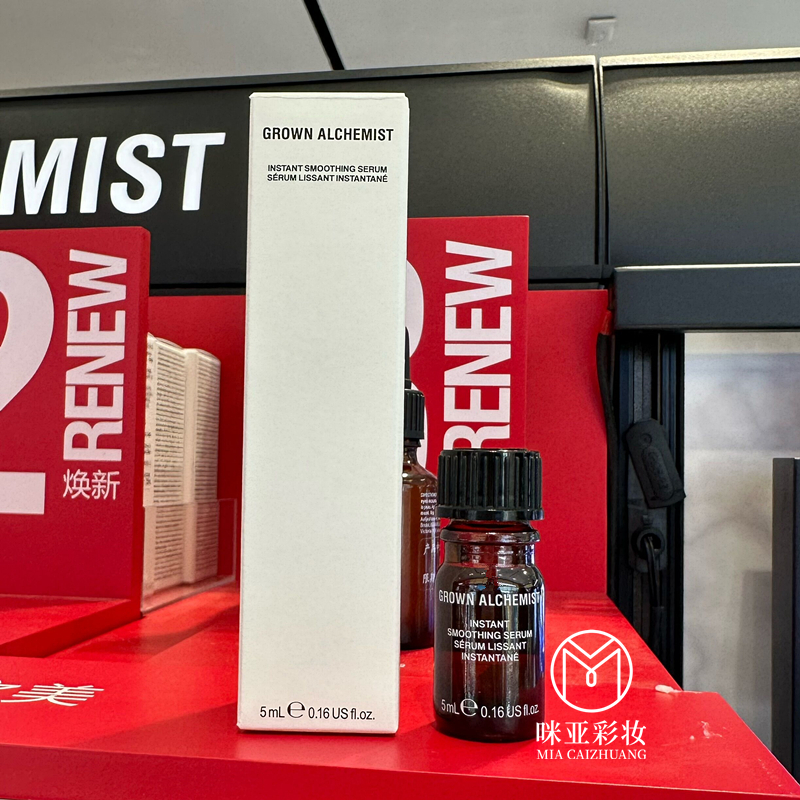 MIST
RENEW
焕新
GROWN ALCHEMIST
INSTANT SMOOTHING SERUM
SÉRUM LISSANT INSTANTANÉ
5 mL ℮ 0.16 US fl.oz.
RENEW
GROWN ALCHEMIST
INSTANT
SMOOTHING SERUM
SÉRUM LISSANT
INSTANTANÉ
5 mL ℮ 0.16 US fl.oz.
美
咪亚彩妆
MIA CAIZHUANG